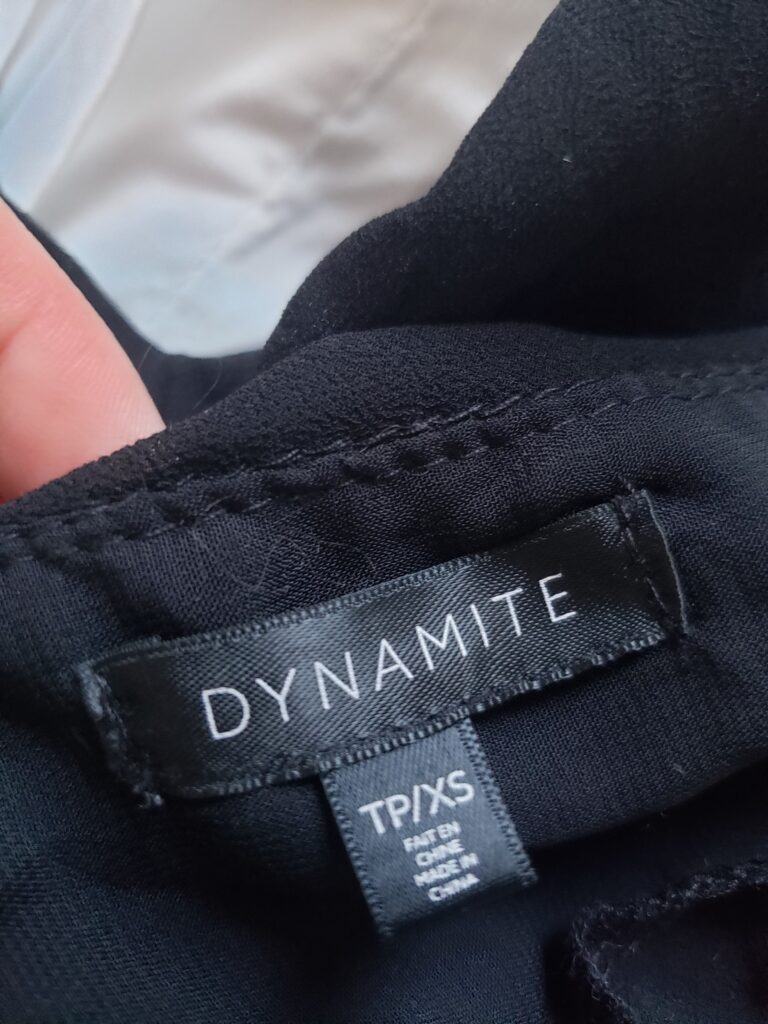 DYNAMITE
TP/XS
FAIT EN
CHINE
MADE IN
CHINA